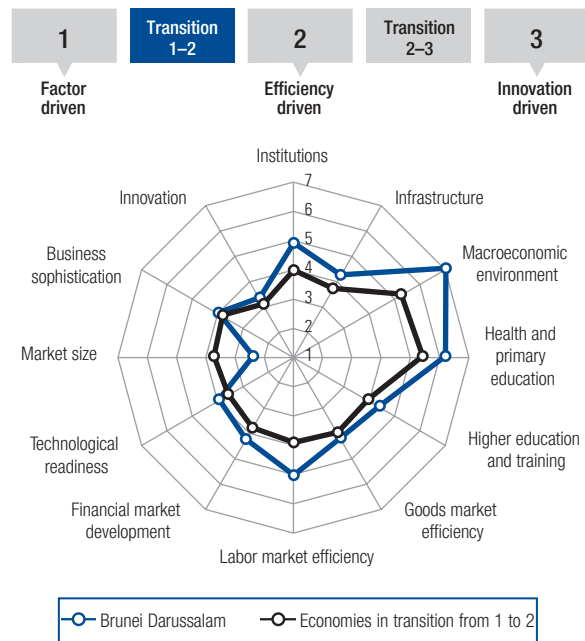 1
Transition
1–2
2
Transition
2–3
3
Factor
driven
Efficiency
driven
Innovation
driven
Institutions
Infrastructure
Macroeconomic
environment
Health and
primary
education
Higher education
and training
Goods market
efficiency
Labor market efficiency
Financial market
development
Technological
readiness
Market size
Business
sophistication
Innovation
7
6
5
4
3
2
1
Brunei Darussalam
Economies in transition from 1 to 2